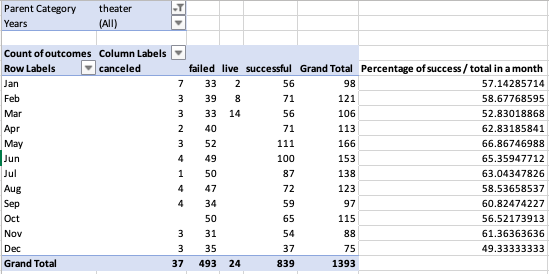 Parent Category theater
Years (All)
Count of outcomes Column Labels
Row Labels canceled failed live successful Grand Total Percentage of success / total in a month
Jan 7 33 2 56 98 57.14285714
Feb 3 39 8 71 121 58.67768595
Mar 3 33 14 56 106 52.83018868
Apr 2 40 71 113 62.83185841
May 3 52 111 166 66.86746988
Jun 4 49 100 153 65.35947712
Jul 1 50 87 138 63.04347826
Aug 4 47 72 123 58.53658537
Sep 4 34 59 97 60.82474227
Oct 50 65 115 56.52173913
Nov 3 31 54 88 61.36363636
Dec 3 35 37 75 49.33333333
Grand Total 37 493 24 839 1393